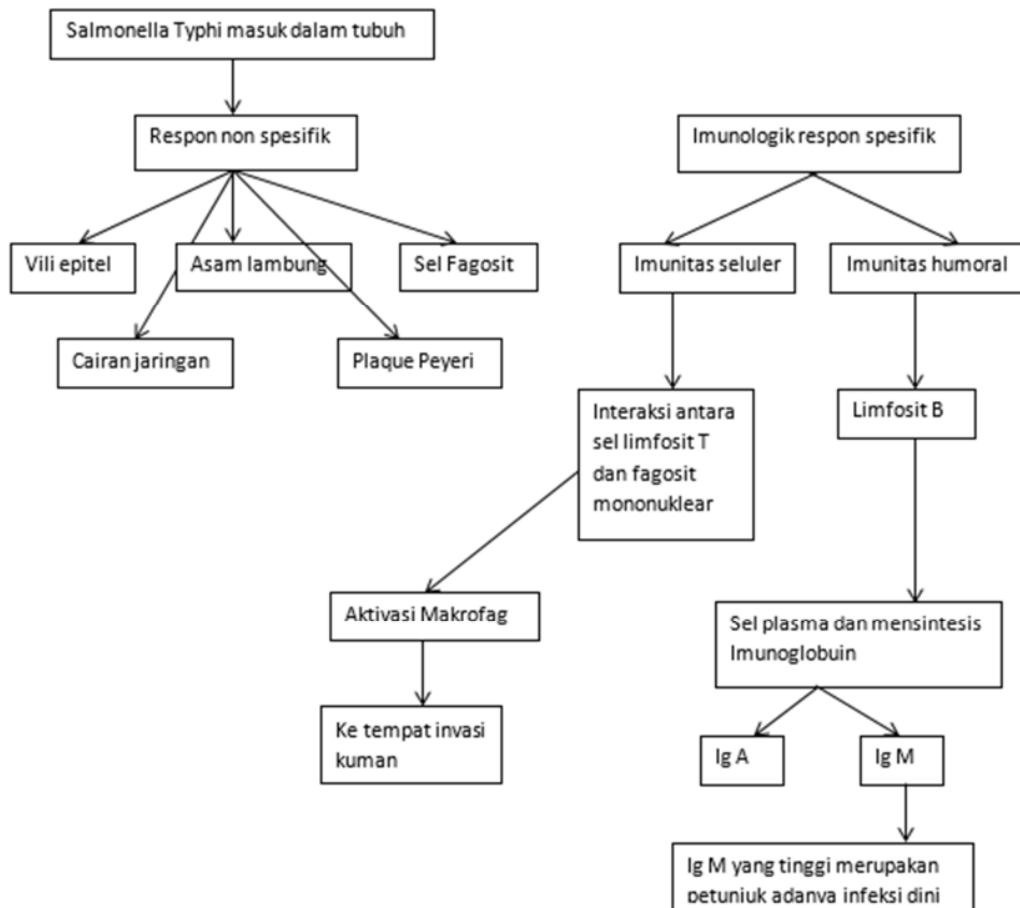 Salmonella Typhi masuk dalam tubuh
Respon non spesifik
Imunologik respon spesifik
Vili epitel
Asam lambung
Sel Fagosit
Imunitas seluler
Imunitas humoral
Cairan jaringan
Plaque Peyeri
Interaksi antara
sel limfosit T
dan fagosit
mononuklear
Limfosit B
Aktivasi Makrofag
Sel plasma dan mensintesis
Imunoglobuin
Ke tempat invasi
kuman
Ig A
Ig M
Ig M yang tinggi merupakan
petunjuk adanya infeksi dini